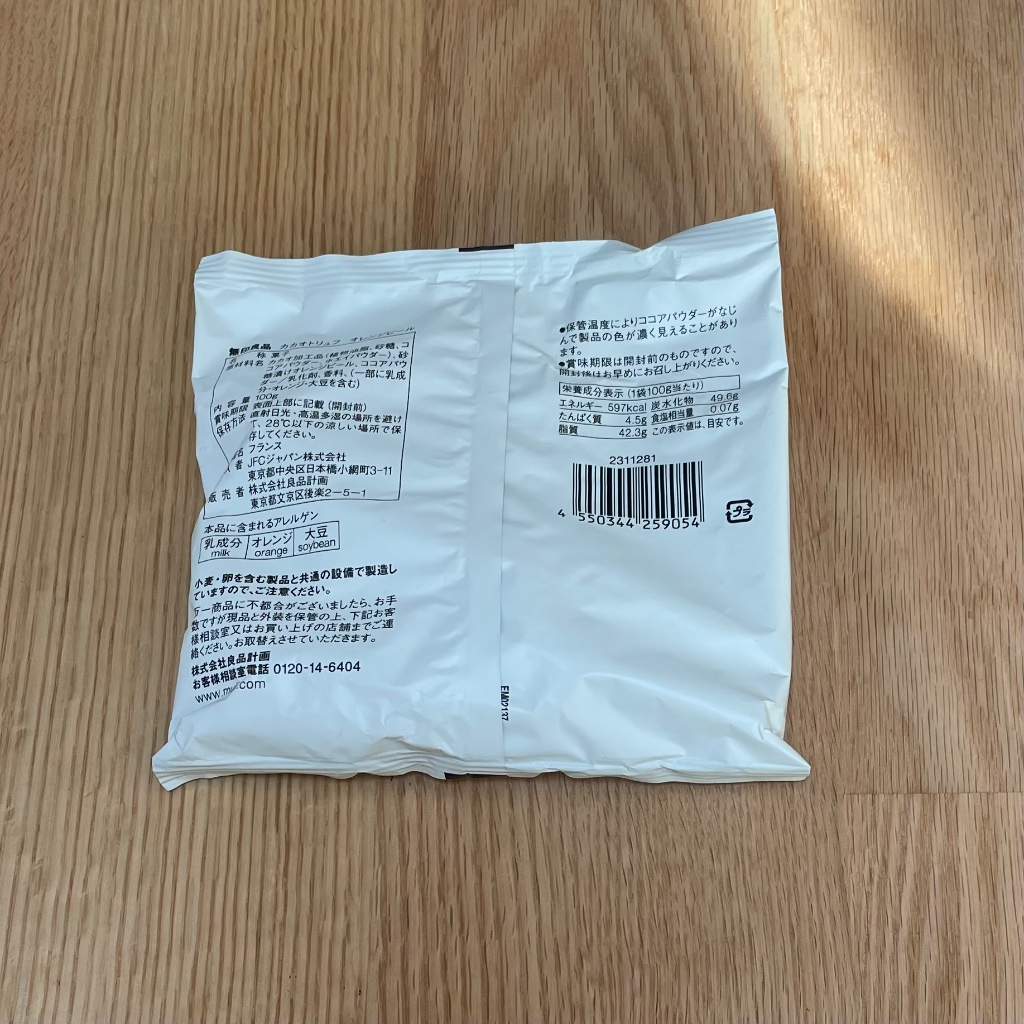 無印良品 カカオトリュフ オレンジピール
名 称 菓子
原材料名 カカオ加工品(植物油脂、砂糖、コ
コアパウダー、ホエイパウダー)、砂
糖漬けオレンジピール、ココアパウ
ダー/乳化剤、香料、(一部に乳成
分・オレンジ・大豆を含む)
内 容 量 100g
賞味期限 表面上部に記載(開封前)
保存方法 直射日光・高温多湿の場所を避け
て、28℃以下の涼しい場所で保
存してください。
名 フランス
者 JFCジャパン株式会社
東京都中央区日本橋小網町3-11
販 売 者 株式会社良品計画
東京都文京区後楽2-5-1
本品に含まれるアレルゲン
乳成分 オレンジ 大豆
milk orange soybean
小麦・卵を含む製品と共通の設備で製造し
ていますので、ご注意ください。
万一商品に不都合がございましたら、お手
数ですが現品と外装を保管の上、下記お客
様相談室又はお買い上げの店舗までご連
絡ください。お取替えさせていただきます。
株式会社良品計画
お客様相談室電話 0120-14-6404
●保管温度によりココアパウダーがなじ
んで製品の色が濃く見えることがあり
ます。
●賞味期限は開封前のものですので、
開封後はお早めにお召し上がりください。
栄養成分表示(1袋100g当たり)
エネルギー 597kcal 炭水化物 49.6g
たんぱく質 4.5g 食塩相当量 0.07g
脂質 42.3g この表示値は、目安です。
2311281
4 550344 259054
プラ
EM02137